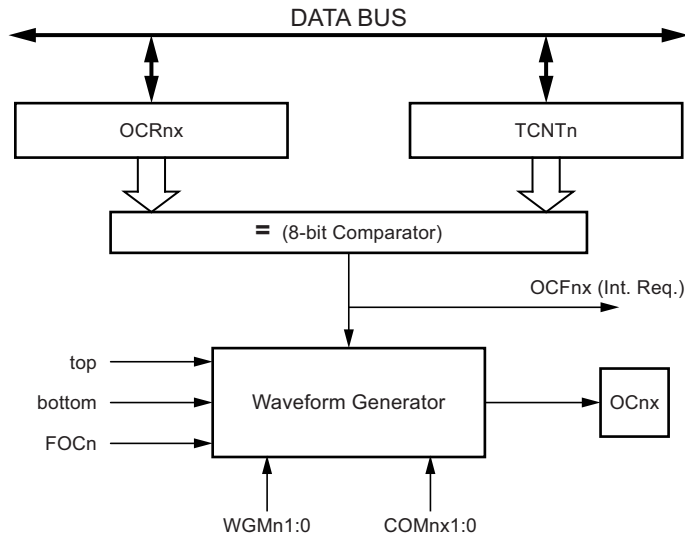 DATA BUS
OCRnx
TCNTn
= (8-bit Comparator)
OCFnx (Int. Req.)
top
bottom
FOCn
Waveform Generator
OCnx
WGMn1:0
COMnx1:0